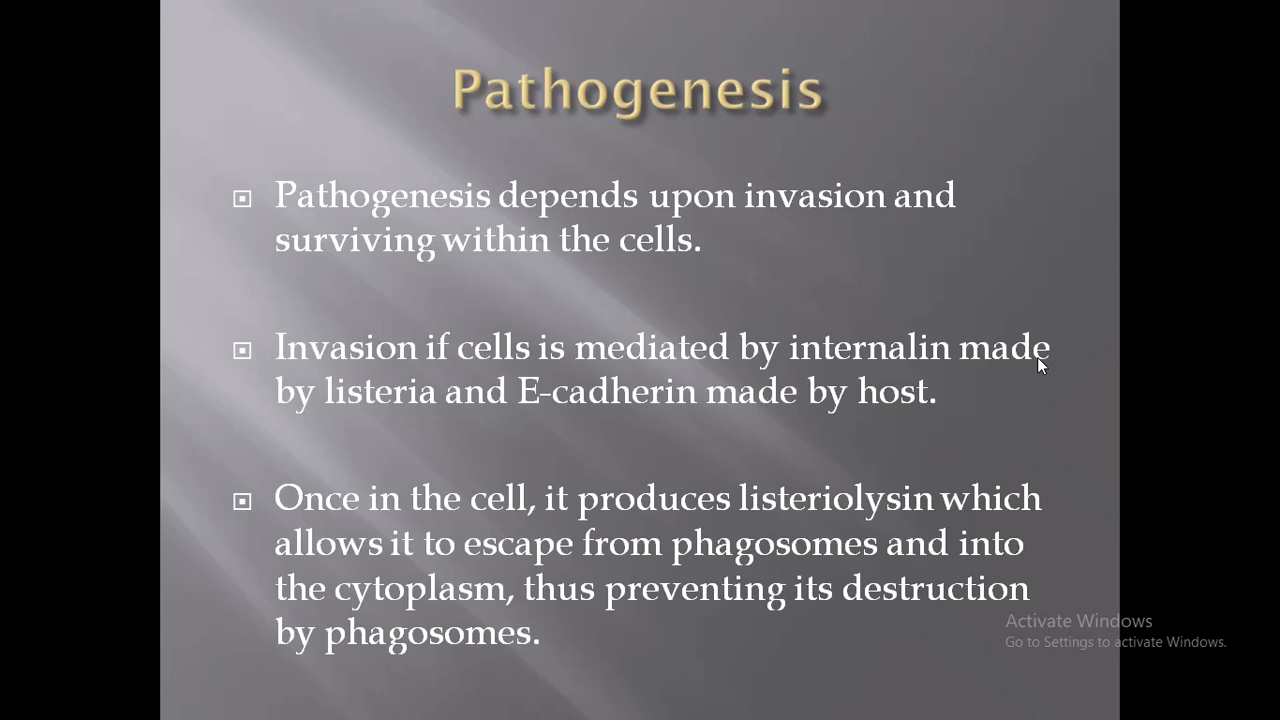 Pathogenesis
Pathogenesis depends upon invasion and
surviving within the cells.
Invasion if cells is mediated by internalin made
by listeria and E-cadherin made by host.
Once in the cell, it produces listeriolysin which
allows it to escape from phagosomes and into
the cytoplasm, thus preventing its destruction
by phagosomes.
Activate Windows
Go to Settings to activate Windows.